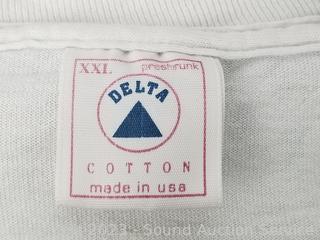 XXL preshrunk
DELTA
COTTON
made in usa
2023 - Sound Auction Service